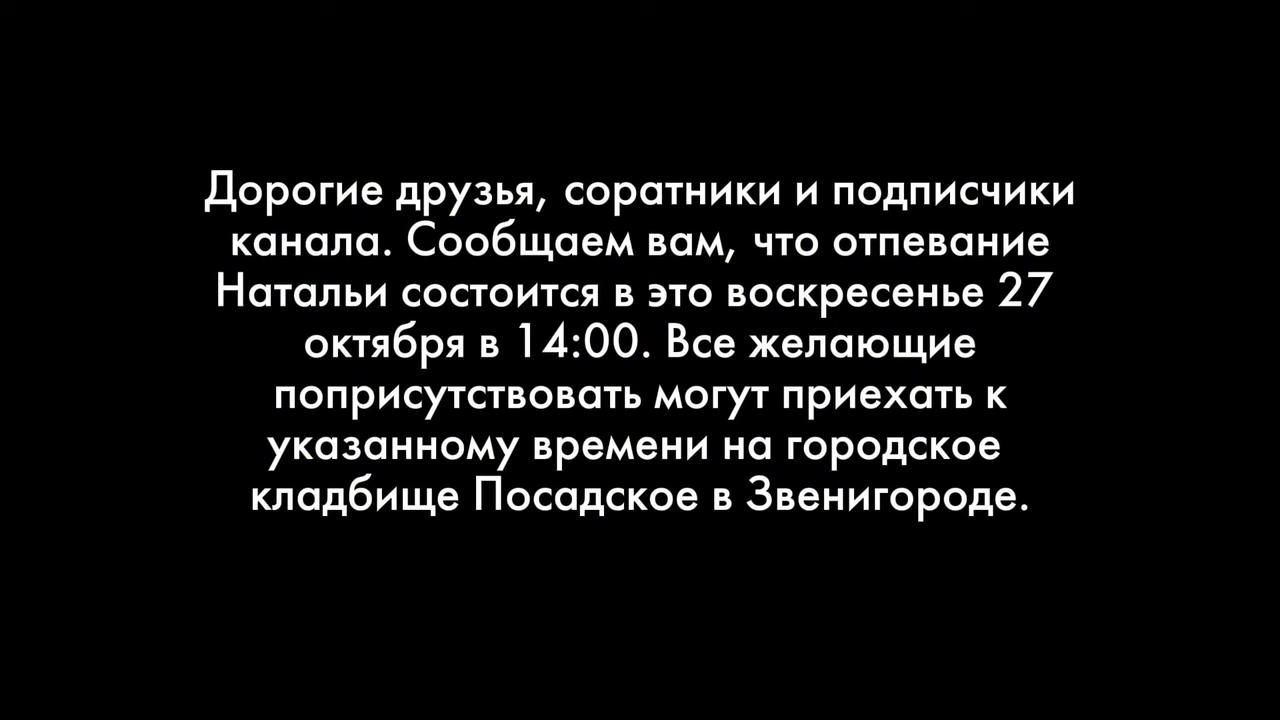 Дорогие друзья, соратники и подписчики
канала. Сообщаем вам, что отпевание
Натальи состоится в это воскресенье 27
октября в 14:00. Все желающие
поприсутствовать могут приехать к
указанному времени на городское
кладбище Посадское в Звенигороде.